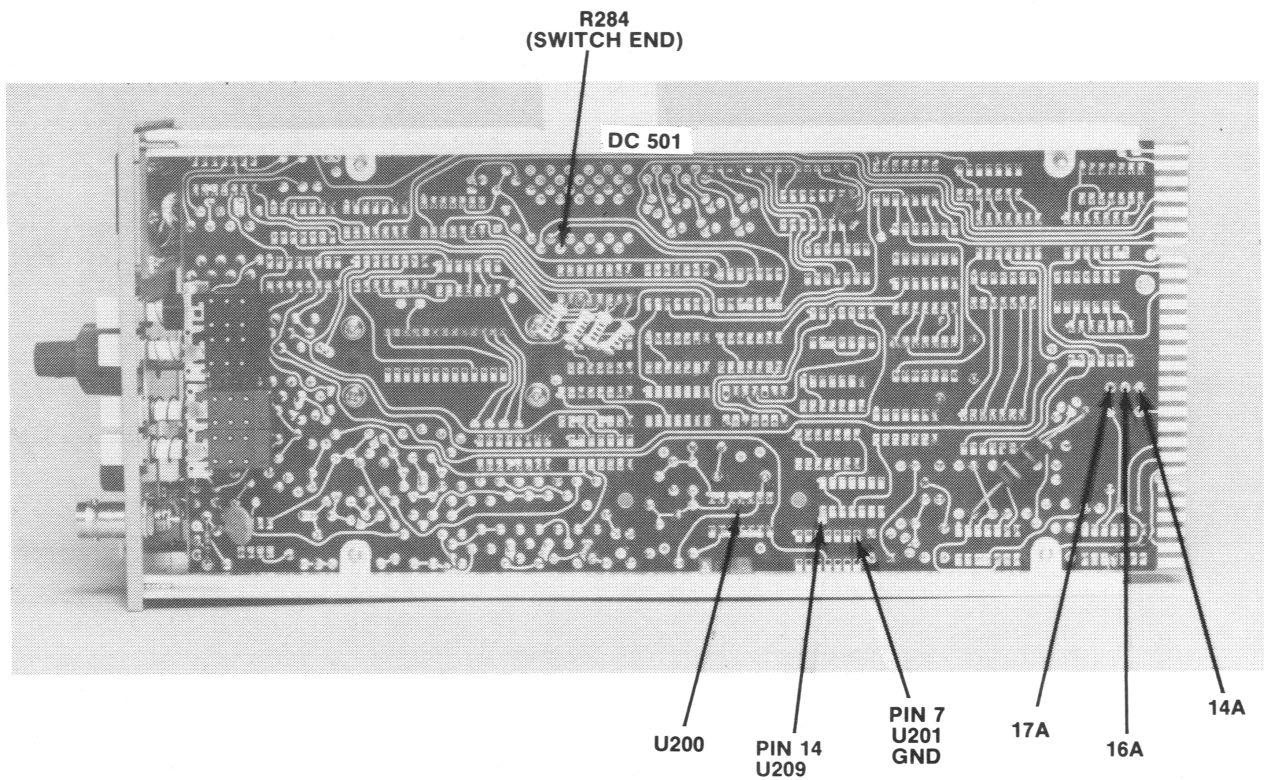 R284
(SWITCH END)
DC 501
U200
PIN 14
U209
PIN 7
U201
GND
17A
16A
14A